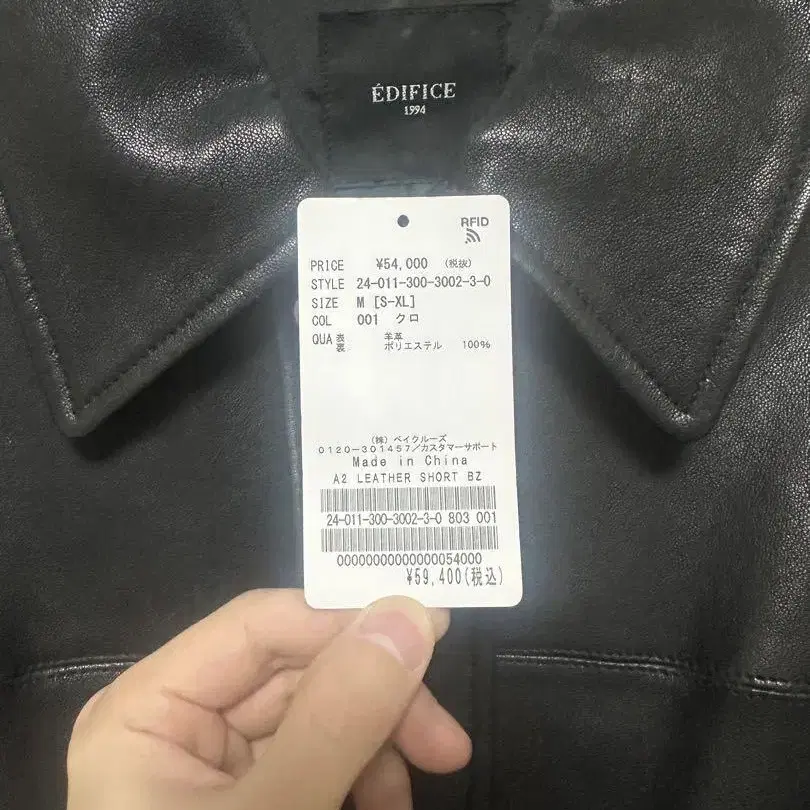 ÉDIFICE
1994
RFID
PRICE ¥54,000 (税抜)
STYLE 24-011-300-3002-3-0
SIZE M [S-XL]
COL 001 クロ
QUA 表 羊革
裏 ポリエステル 100%
(株) ベイクルーズ
0120-301457/カスタマーサポート
Made in China
A2 LEATHER SHORT BZ
24-011-300-3002-3-0 803 001
00000000000000054000
¥59,400(税込)